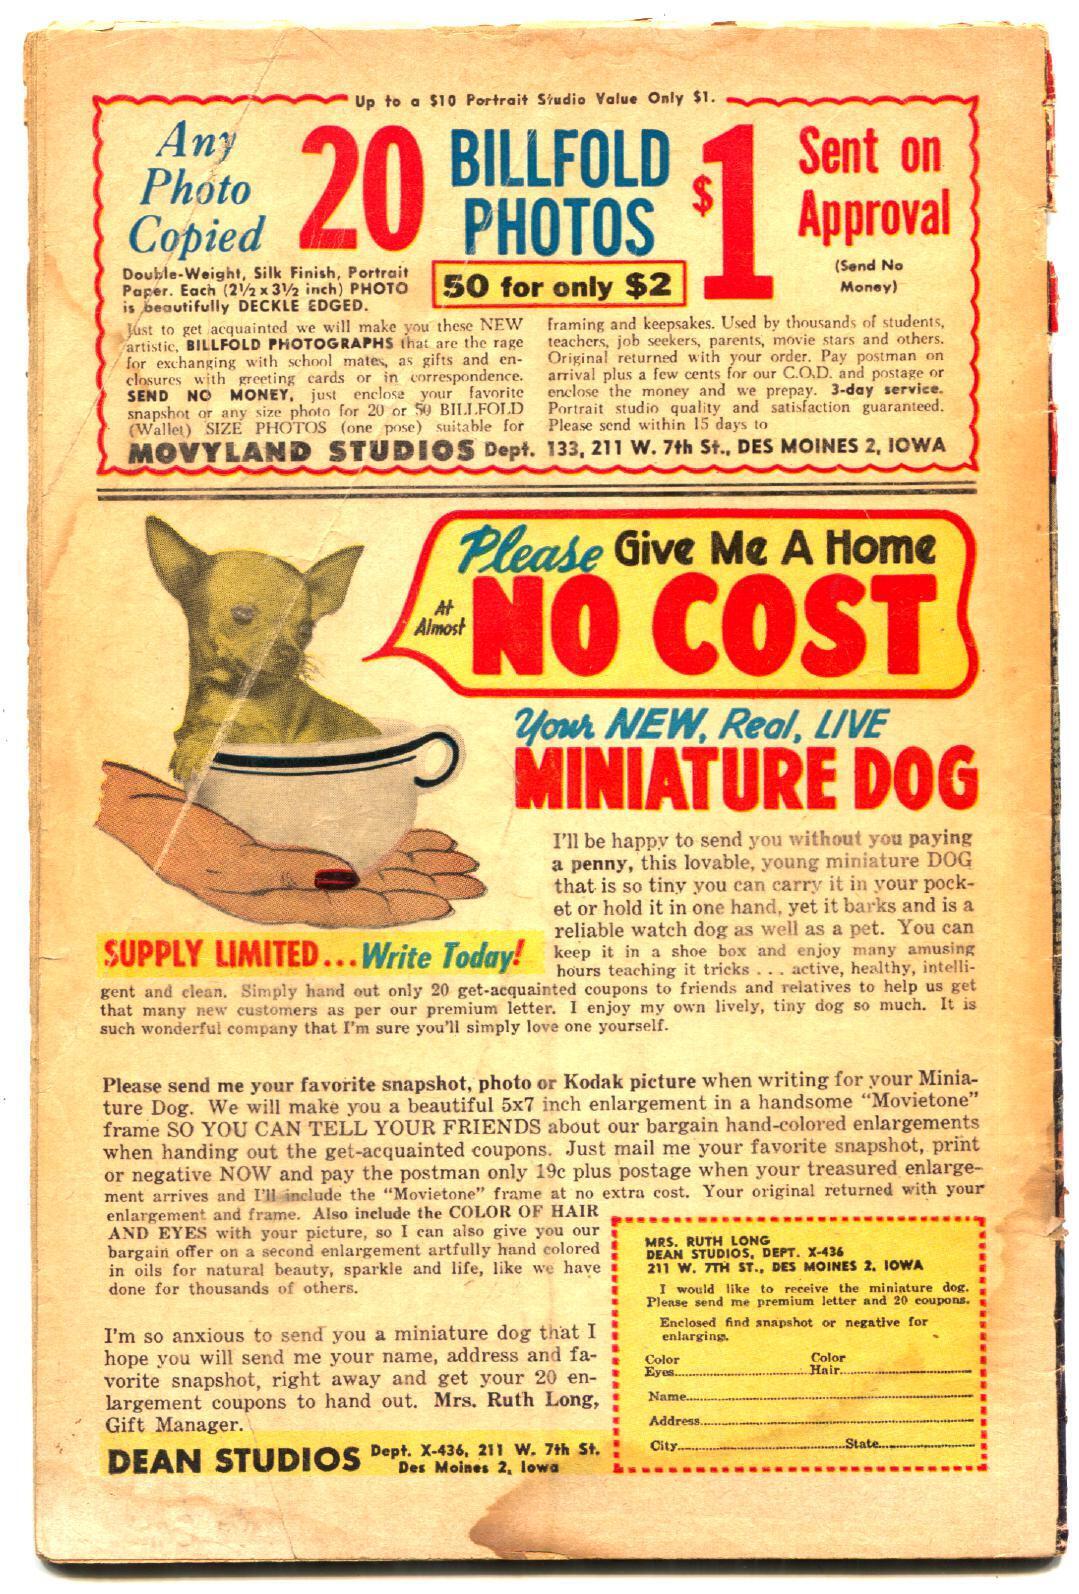 Up to a $10 Portrait Studio Value Only $1.
Any
Photo
Copied
20
BILLFOLD
PHOTOS
50 for only $2
$1
Sent on
Approval
(Send No
Money)
Double-Weight, Silk Finish, Portrait
Paper. Each (2½ x 3½ inch) PHOTO
is beautifully DECKLE EDGED.
Just to get acquainted we will make you these NEW
artistic, BILLFOLD PHOTOGRAPHS that are the rage
for exchanging with school mates, as gifts and en-
closures with greeting cards or in correspondence.
SEND NO MONEY, just enclose your favorite
snapshot or any size photo for 20 or 50 BILLFOLD
(Wallet) SIZE PHOTOS (one pose) suitable for
framing and keepsakes. Used by thousands of students,
teachers, job seekers, parents, movie stars and others.
Original returned with your order. Pay postman on
arrival plus a few cents for our C.O.D. and postage or
enclose the money and we prepay. 3-day service.
Portrait studio quality and satisfaction guaranteed.
Please send within 15 days to
MOVYLAND STUDIOS Dept. 133, 211 W. 7th St., DES MOINES 2, IOWA
Please Give Me A Home
At
Almost
NO COST
Your NEW, Real, LIVE
MINIATURE DOG
SUPPLY LIMITED... Write Today!
I'll be happy to send you without you paying
a penny, this lovable, young miniature DOG
that is so tiny you can carry it in your pock-
et or hold it in one hand, yet it barks and is a
reliable watch dog as well as a pet. You can
keep it in a shoe box and enjoy many amusing
hours teaching it tricks . . . active, healthy, intelli-
gent and clean. Simply hand out only 20 get-acquainted coupons to friends and relatives to help us get
that many new customers as per our premium letter. I enjoy my own lively, tiny dog so much. It is
such wonderful company that I'm sure you'll simply love one yourself.
Please send me your favorite snapshot, photo or Kodak picture when writing for your Minia-
ture Dog. We will make you a beautiful 5x7 inch enlargement in a handsome "Movietone"
frame SO YOU CAN TELL YOUR FRIENDS about our bargain hand-colored enlargements
when handing out the get-acquainted coupons. Just mail me your favorite snapshot, print
or negative NOW and pay the postman only 19c plus postage when your treasured enlarge-
ment arrives and I'll include the "Movietone" frame at no extra cost. Your original returned with your
enlargement and frame. Also include the COLOR OF HAIR
AND EYES with your picture, so I can also give you our
bargain offer on a second enlargement artfully hand colored
in oils for natural beauty, sparkle and life, like we have
done for thousands of others.
I'm so anxious to send you a miniature dog that I
hope you will send me your name, address and fa-
vorite snapshot, right away and get your 20 en-
largement coupons to hand out. Mrs. Ruth Long,
Gift Manager.
DEAN STUDIOS Dept. X-436, 211 W. 7th St.
Des Moines 2, Iowa
MRS. RUTH LONG
DEAN STUDIOS, DEPT. X-436
211 W. 7TH ST., DES MOINES 2, IOWA
I would like to receive the miniature dog.
Please send me premium letter and 20 coupons.
Enclosed find snapshot or negative for
enlarging.
Color Color
Eyes Hair
Name
Address
City State